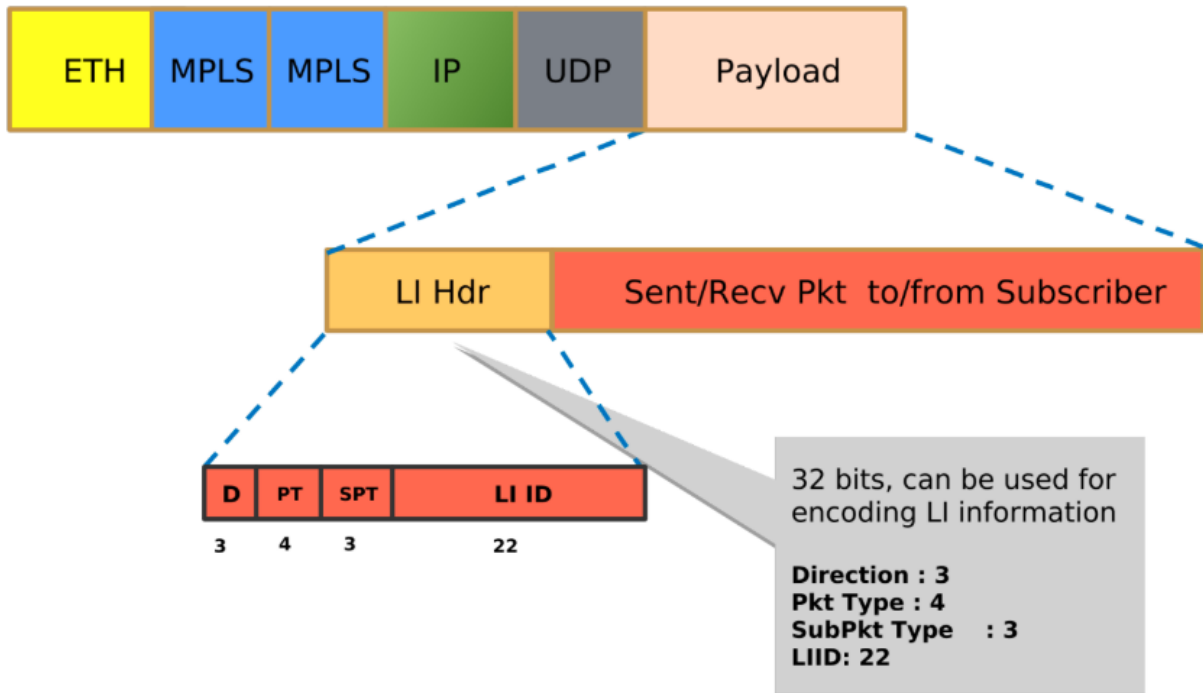 ETH MPLS MPLS IP UDP Payload
LI Hdr Sent/Recv Pkt to/from Subscriber
D PT SPT LI ID
3 4 3 22
32 bits, can be used for
encoding LI information
Direction : 3
Pkt Type : 4
SubPkt Type : 3
LIID: 22